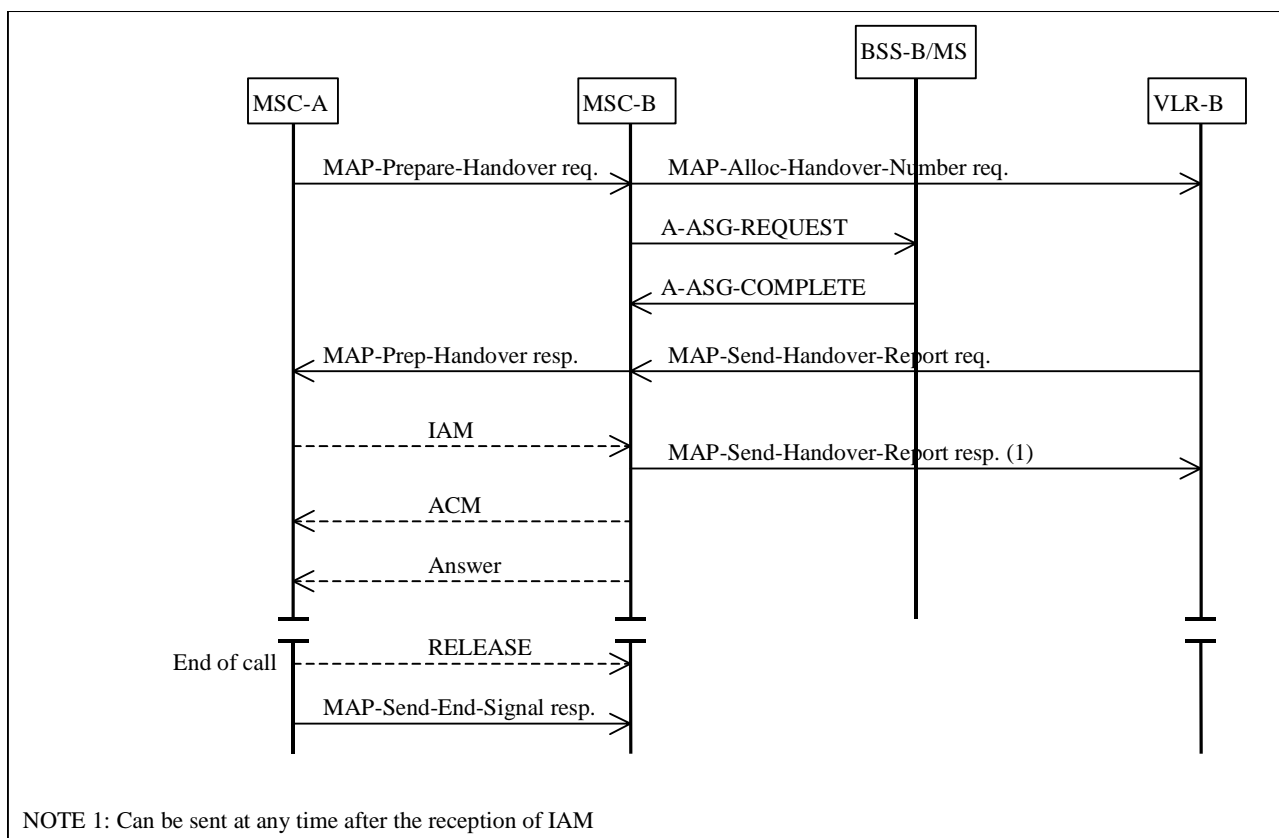 BSS-B/MS
MSC-A
MSC-B
VLR-B
MAP-Prepare-Handover req.
MAP-Alloc-Handover-Number req.
A-ASG-REQUEST
A-ASG-COMPLETE
MAP-Prep-Handover resp.
MAP-Send-Handover-Report req.
IAM
MAP-Send-Handover-Report resp. (1)
ACM
Answer
End of call
RELEASE
MAP-Send-End-Signal resp.
NOTE 1: Can be sent at any time after the reception of IAM